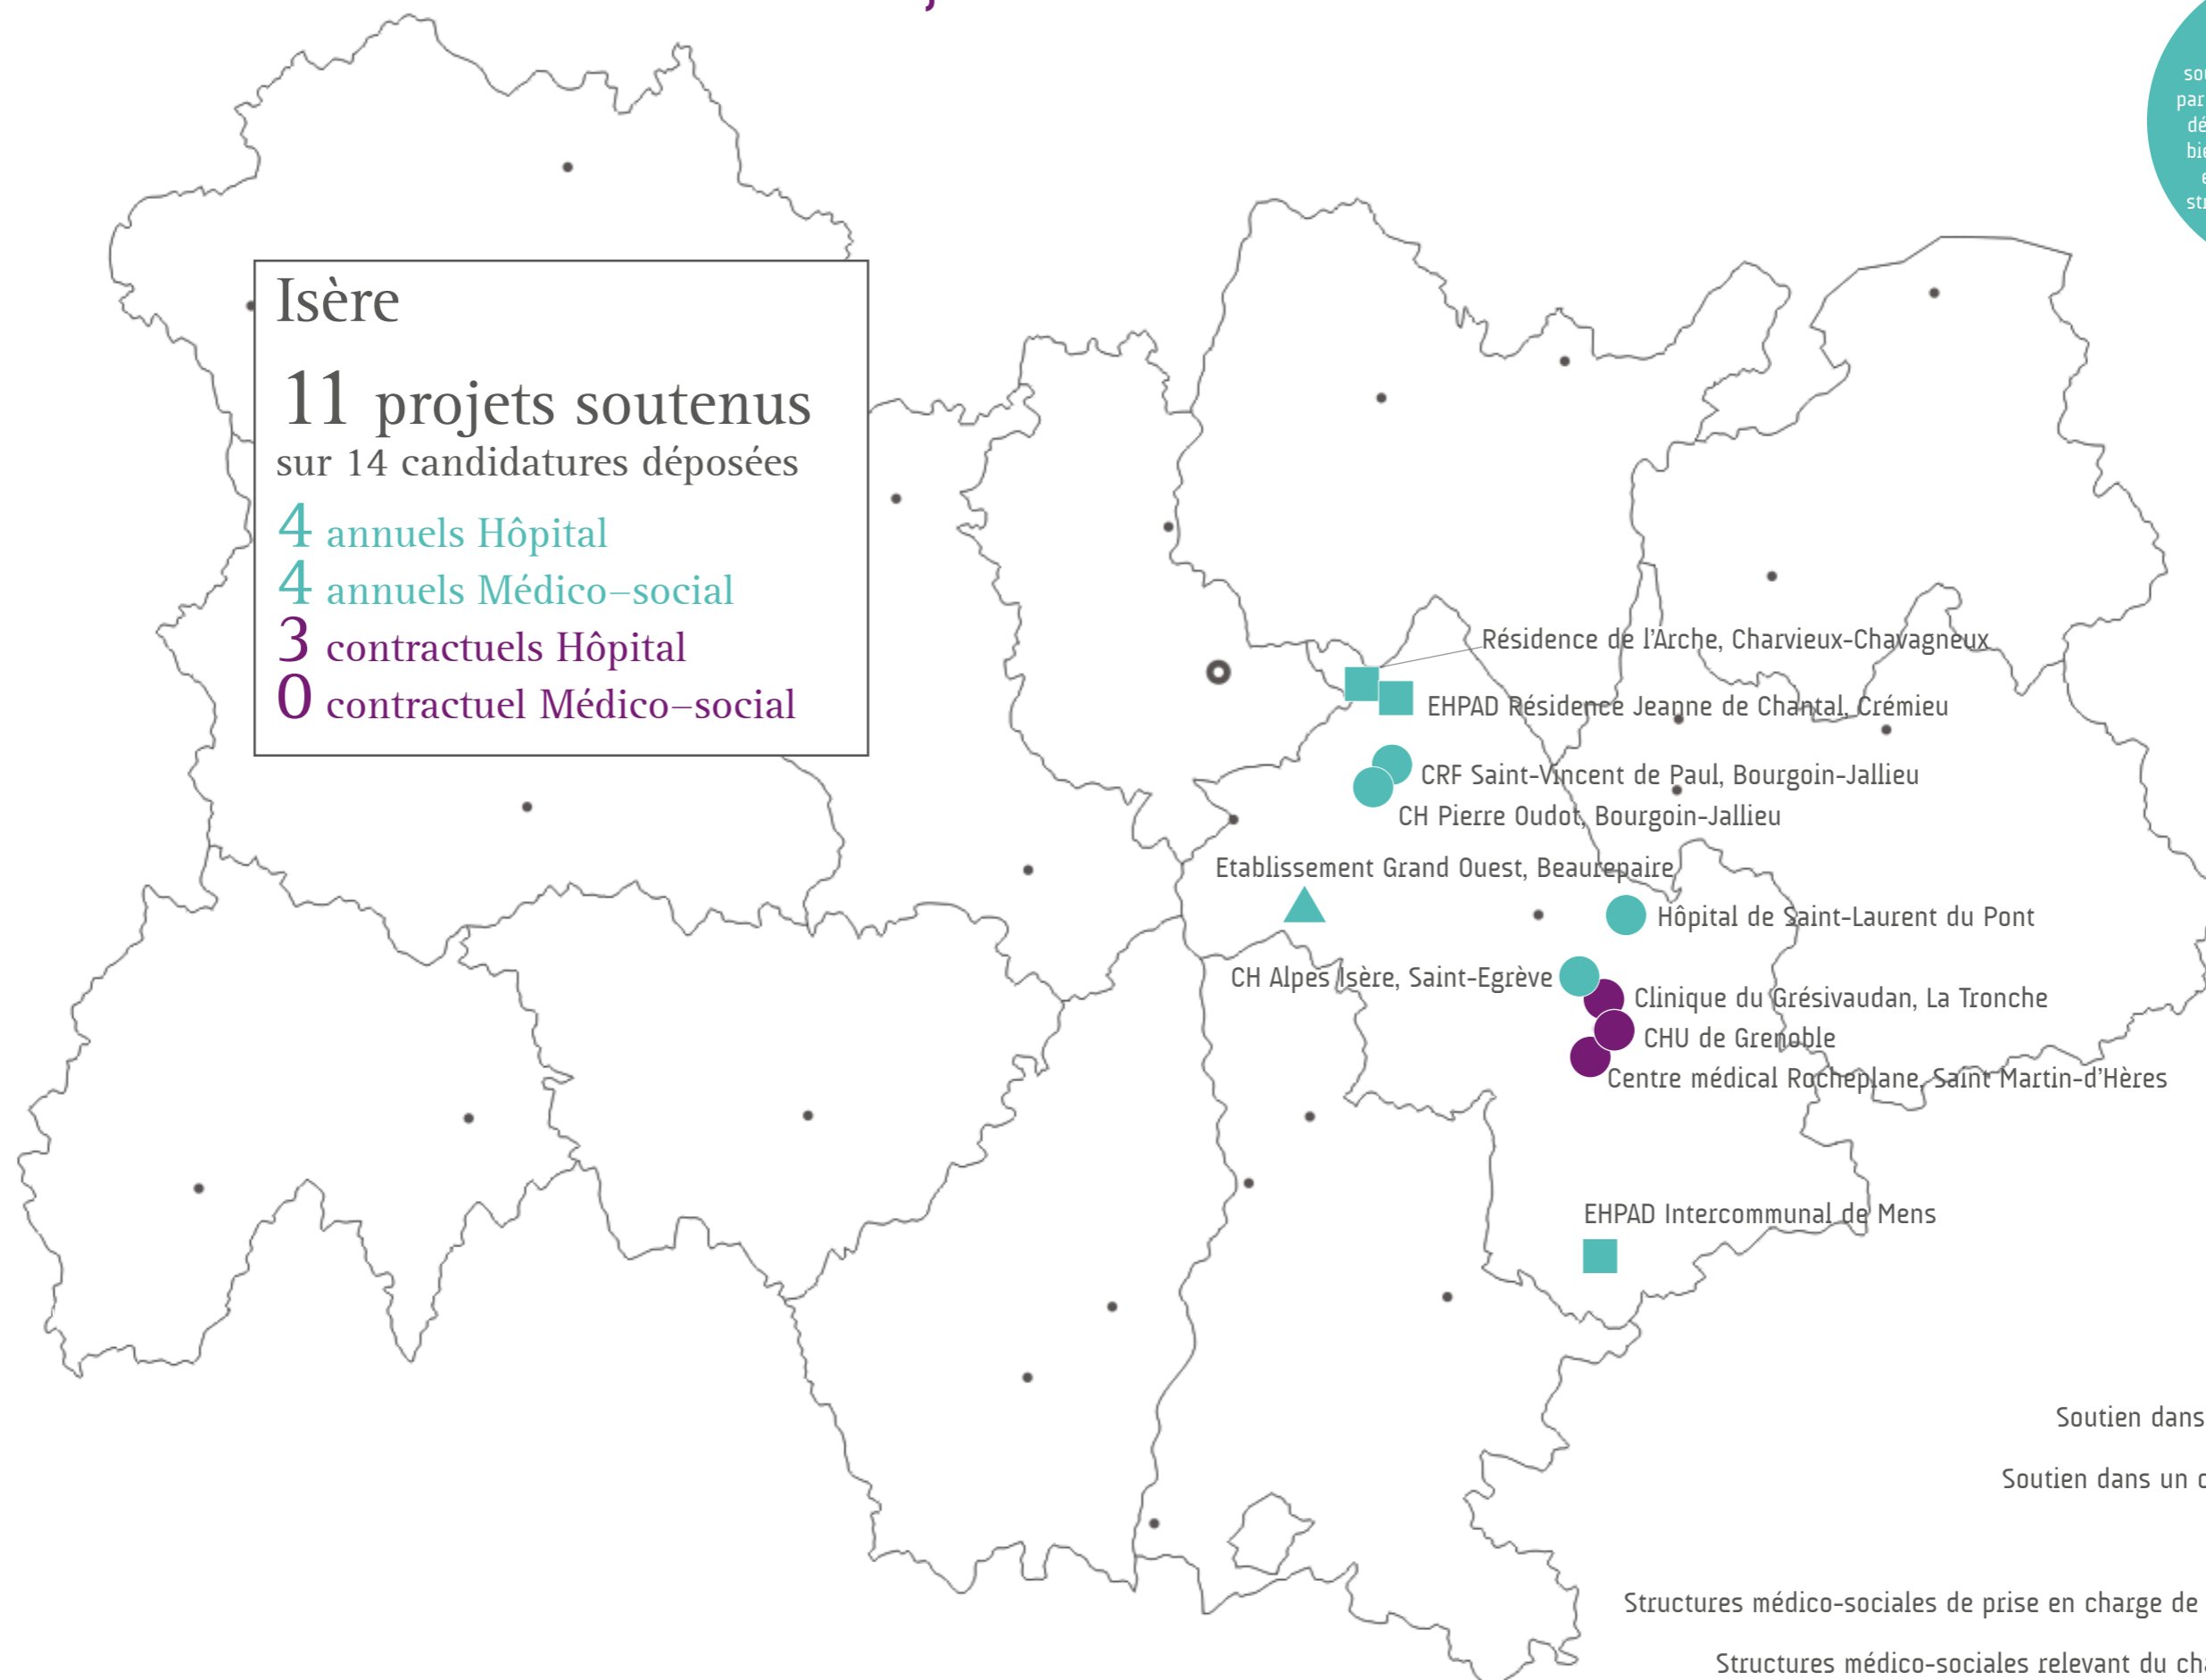 Isère
11 projets soutenus
sur 14 candidatures déposées
4 annuels Hôpital
4 annuels Médico-social
3 contractuels Hôpital
0 contractuel Médico-social
Résidence de l'Arche, Charvieux-Chavagneux
EHPAD Résidence Jeanne de Chantal, Crémieu
CRF Saint-Vincent de Paul, Bourgoin-Jallieu
CH Pierre Oudot, Bourgoin-Jallieu
Etablissement Grand Ouest, Beaurepaire
Hôpital de Saint-Laurent du Pont
CH Alpes Isère, Saint-Egrève
Clinique du Grésivaudan, La Tronche
CHU de Grenoble
Centre médical Rocheplane, Saint Martin-d'Hères
EHPAD Intercommunal de Mens
Soutien dans
Soutien dans un
Structures médico-sociales de prise en charge de
Structures médico-sociales relevant du